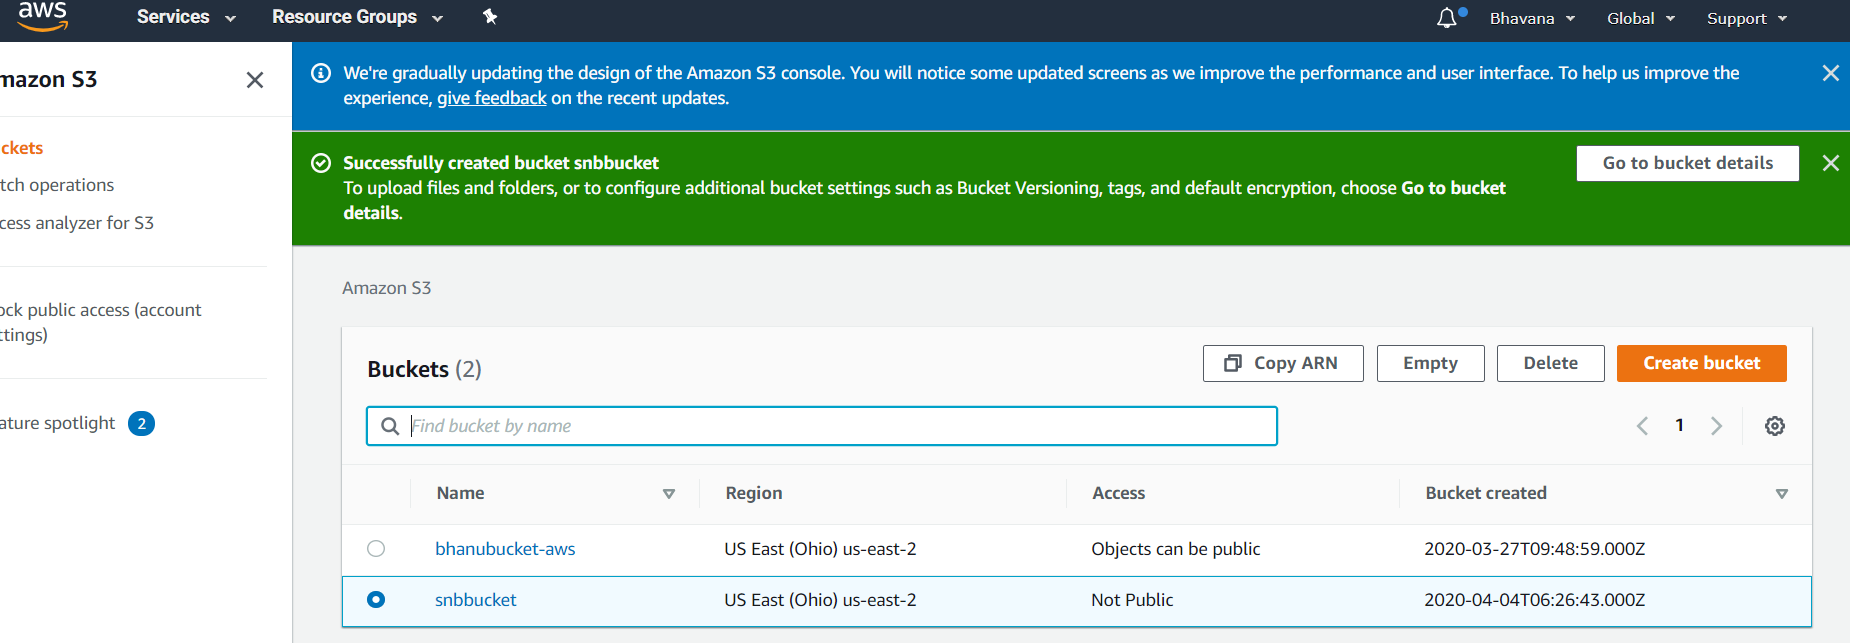 aws Services Resource Groups Bhavana Global Support
mazon S3
We're gradually updating the design of the Amazon S3 console. You will notice some updated screens as we improve the performance and user interface. To help us improve the
experience, give feedback on the recent updates.
ckets
tch operations
cess analyzer for S3
ock public access (account
ttings)
ature spotlight 2
Successfully created bucket snbbucket
To upload files and folders, or to configure additional bucket settings such as Bucket Versioning, tags, and default encryption, choose Go to bucket
details.
Go to bucket details
Amazon S3
Buckets (2)
Copy ARN Empty Delete Create bucket
Find bucket by name
1
Name Region Access Bucket created
bhanubucket-aws US East (Ohio) us-east-2 Objects can be public 2020-03-27T09:48:59.000Z
snbbucket US East (Ohio) us-east-2 Not Public 2020-04-04T06:26:43.000Z